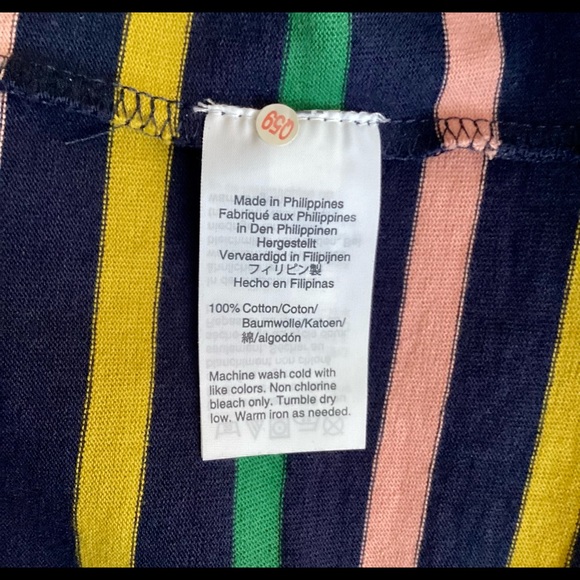 Q59
Made in Philippines
Fabriqué aux Philippines
in Den Philippinen
Hergestellt
Vervaardigd in Filipijnen
フィリピン製
Hecho en Filipinas
100% Cotton/Coton/
Baumwolle/Katoen/
綿/algodón
Machine wash cold with
like colors. Non chlorine
bleach only. Tumble dry
low. Warm iron as needed.